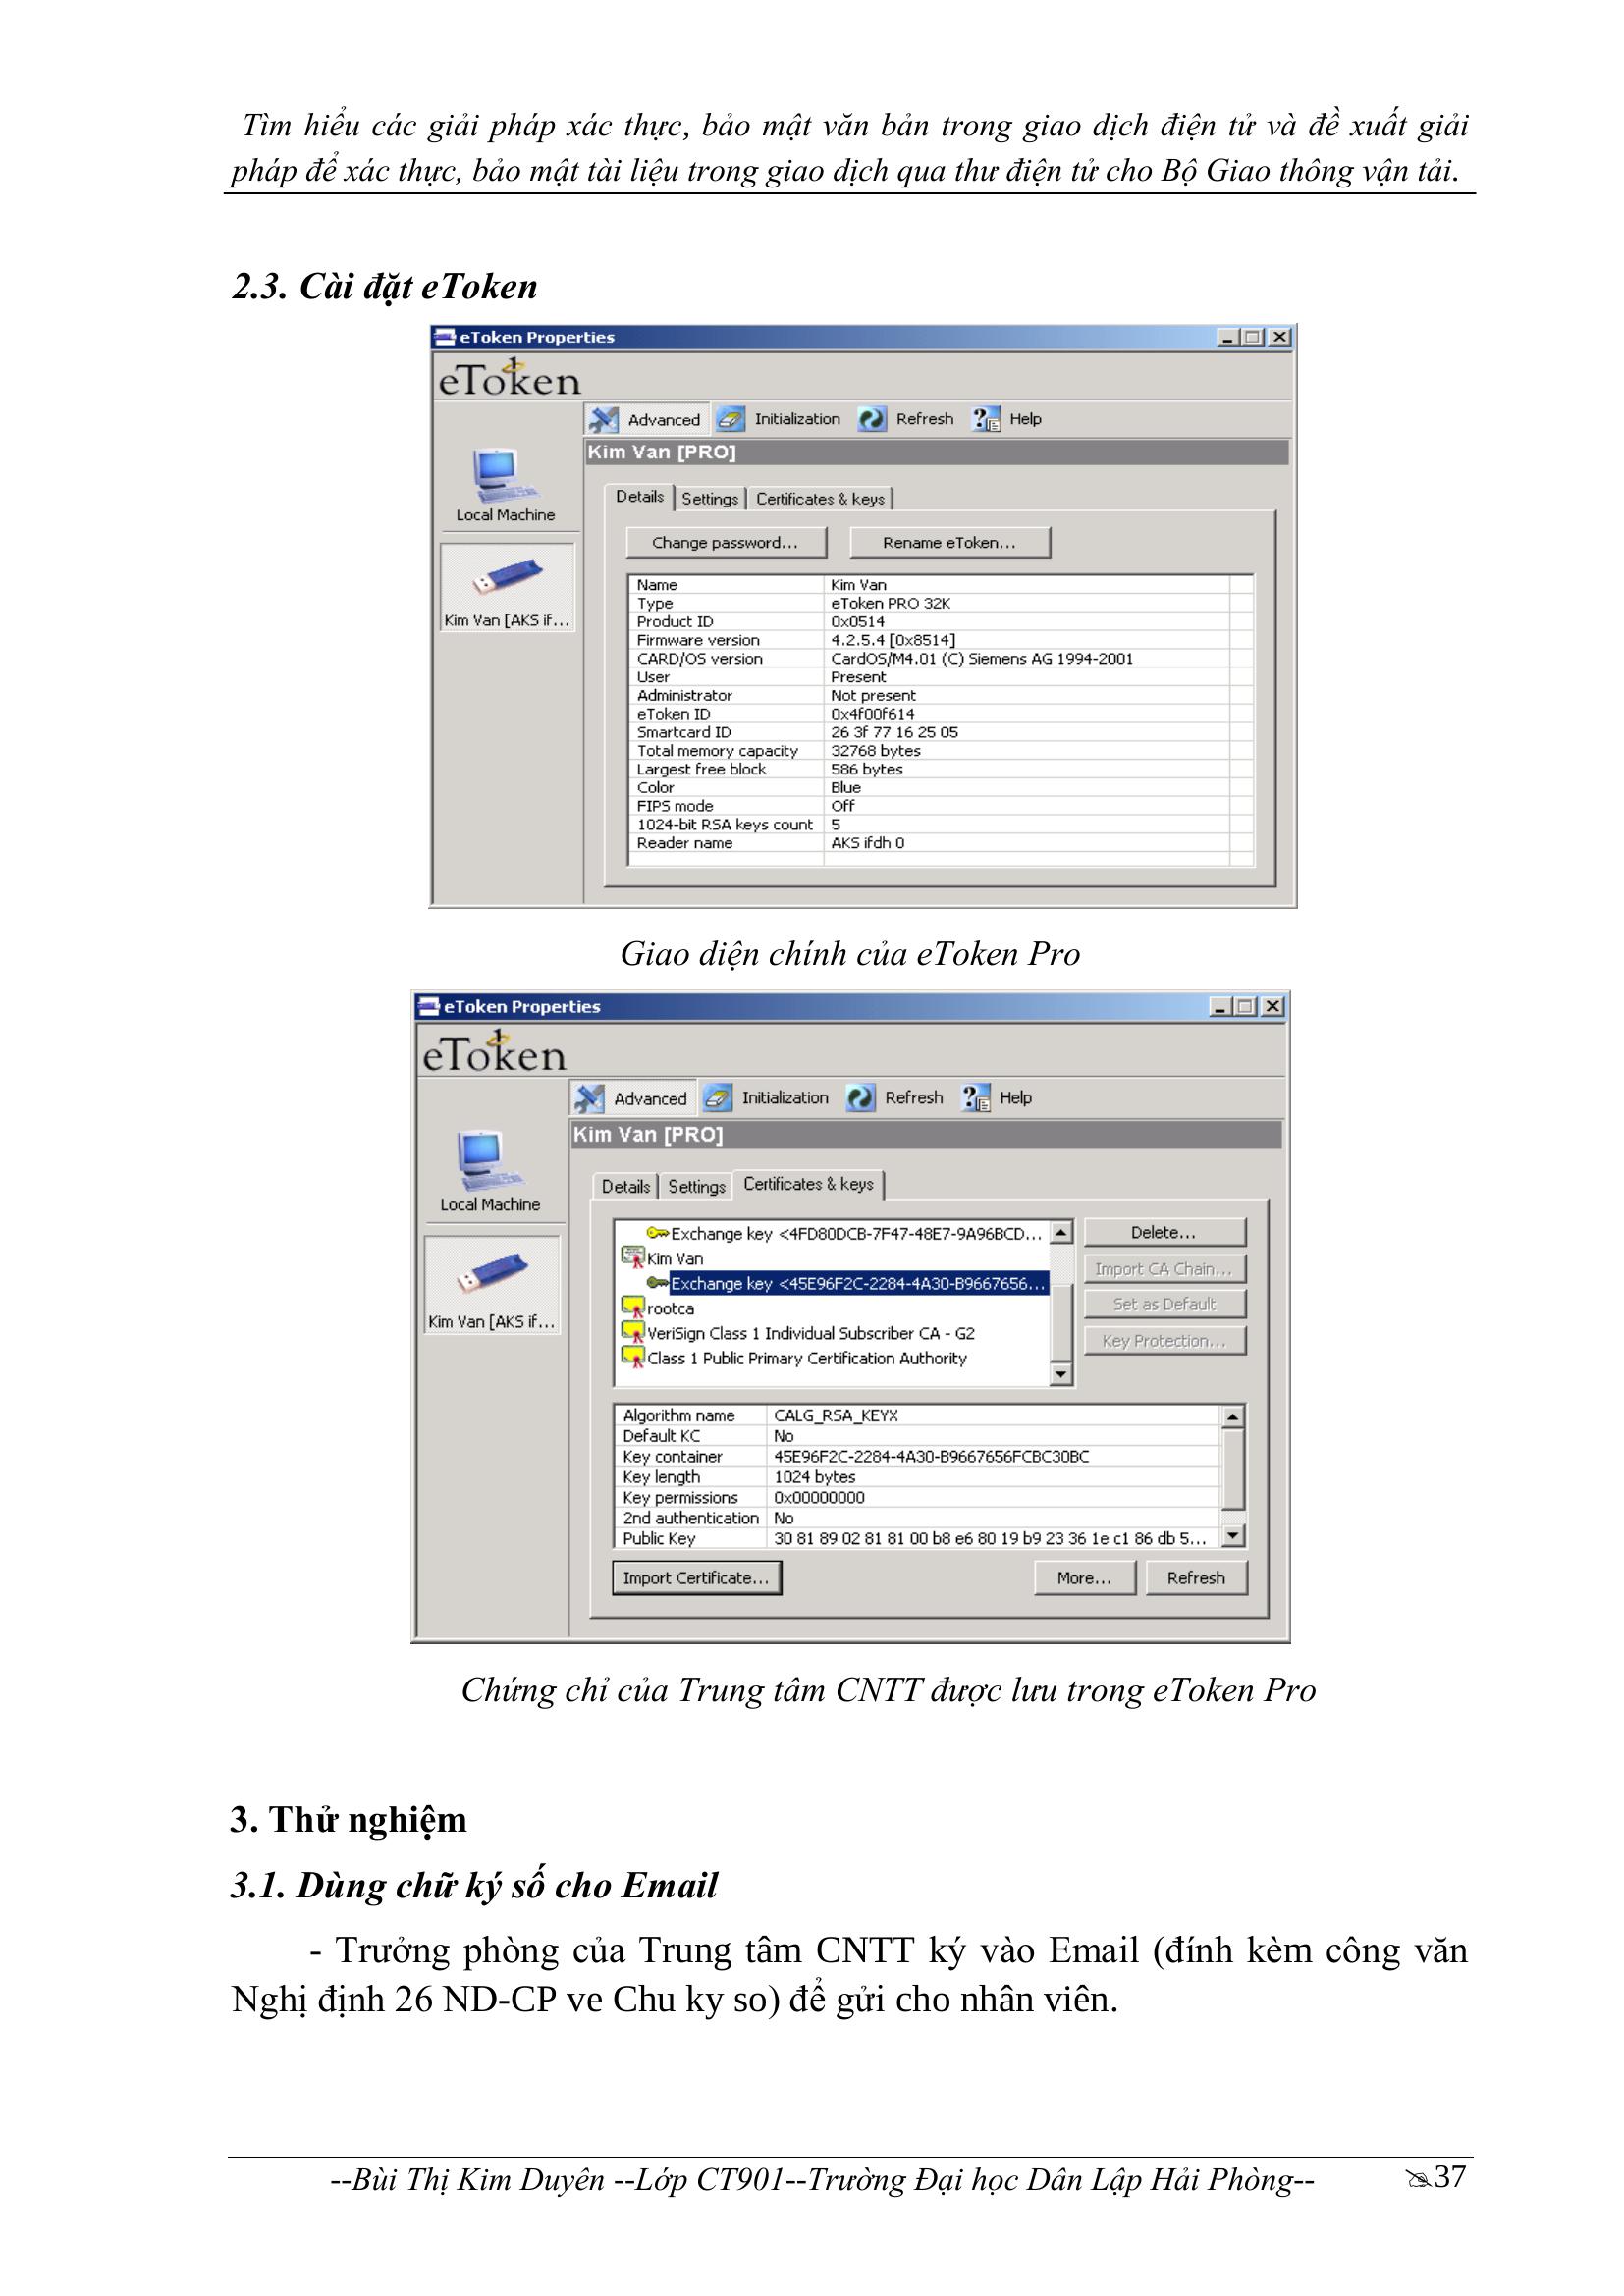 Tìm hiểu các giải pháp xác thực, bảo mật văn bản trong giao dịch điện tử và đề xuất giải
pháp để xác thực, bảo mật tài liệu trong giao dịch qua thư điện tử cho Bộ Giao thông vận tải.
2.3. Cài đặt eToken
eToken Properties
eToken
Advanced Initialization Refresh Help
Kim Van [PRO]
Local Machine
Kim Van [AKS if...
Details Settings Certificates & keys
Change password... Rename eToken...
Name Kim Van
Type eToken PRO 32K
Product ID 0x0514
Firmware version 4.2.5.4 [0x8514]
CARD/OS version CardOS/M4.01 (C) Siemens AG 1994-2001
User Present
Administrator Not present
eToken ID 0x4f00f614
Smartcard ID 26 3f 77 16 25 05
Total memory capacity 32768 bytes
Largest free block 586 bytes
Color Blue
FIPS mode Off
1024-bit RSA keys count 5
Reader name AKS ifdh 0
Giao diện chính của eToken Pro
eToken Properties
eToken
Advanced Initialization Refresh Help
Kim Van [PRO]
Local Machine
Kim Van [AKS if...
Details Settings Certificates & keys
Exchange key <4FD80DCB-7F47-48E7-9A96BCD...
Kim Van
Exchange key <45E96F2C-2284-4A30-B9667656...
rootca
VeriSign Class 1 Individual Subscriber CA - G2
Class 1 Public Primary Certification Authority
Delete...
Import CA Chain...
Set as Default
Key Protection...
Algorithm name CALG_RSA_KEYX
Default KC No
Key container 45E96F2C-2284-4A30-B9667656FCBC30BC
Key length 1024 bytes
Key permissions 0x00000000
2nd authentication No
Public Key 30 81 89 02 81 81 00 b8 e6 80 19 b9 23 36 1e c1 86 db 5...
Import Certificate... More... Refresh
Chứng chỉ của Trung tâm CNTT được lưu trong eToken Pro
3. Thử nghiệm
3.1. Dùng chữ ký số cho Email
- Trưởng phòng của Trung tâm CNTT ký vào Email (đính kèm công văn
Nghị định 26 ND-CP ve Chu ky so) để gửi cho nhân viên.
--Bùi Thị Kim Duyên --Lớp CT901--Trường Đại học Dân Lập Hải Phòng-- 37